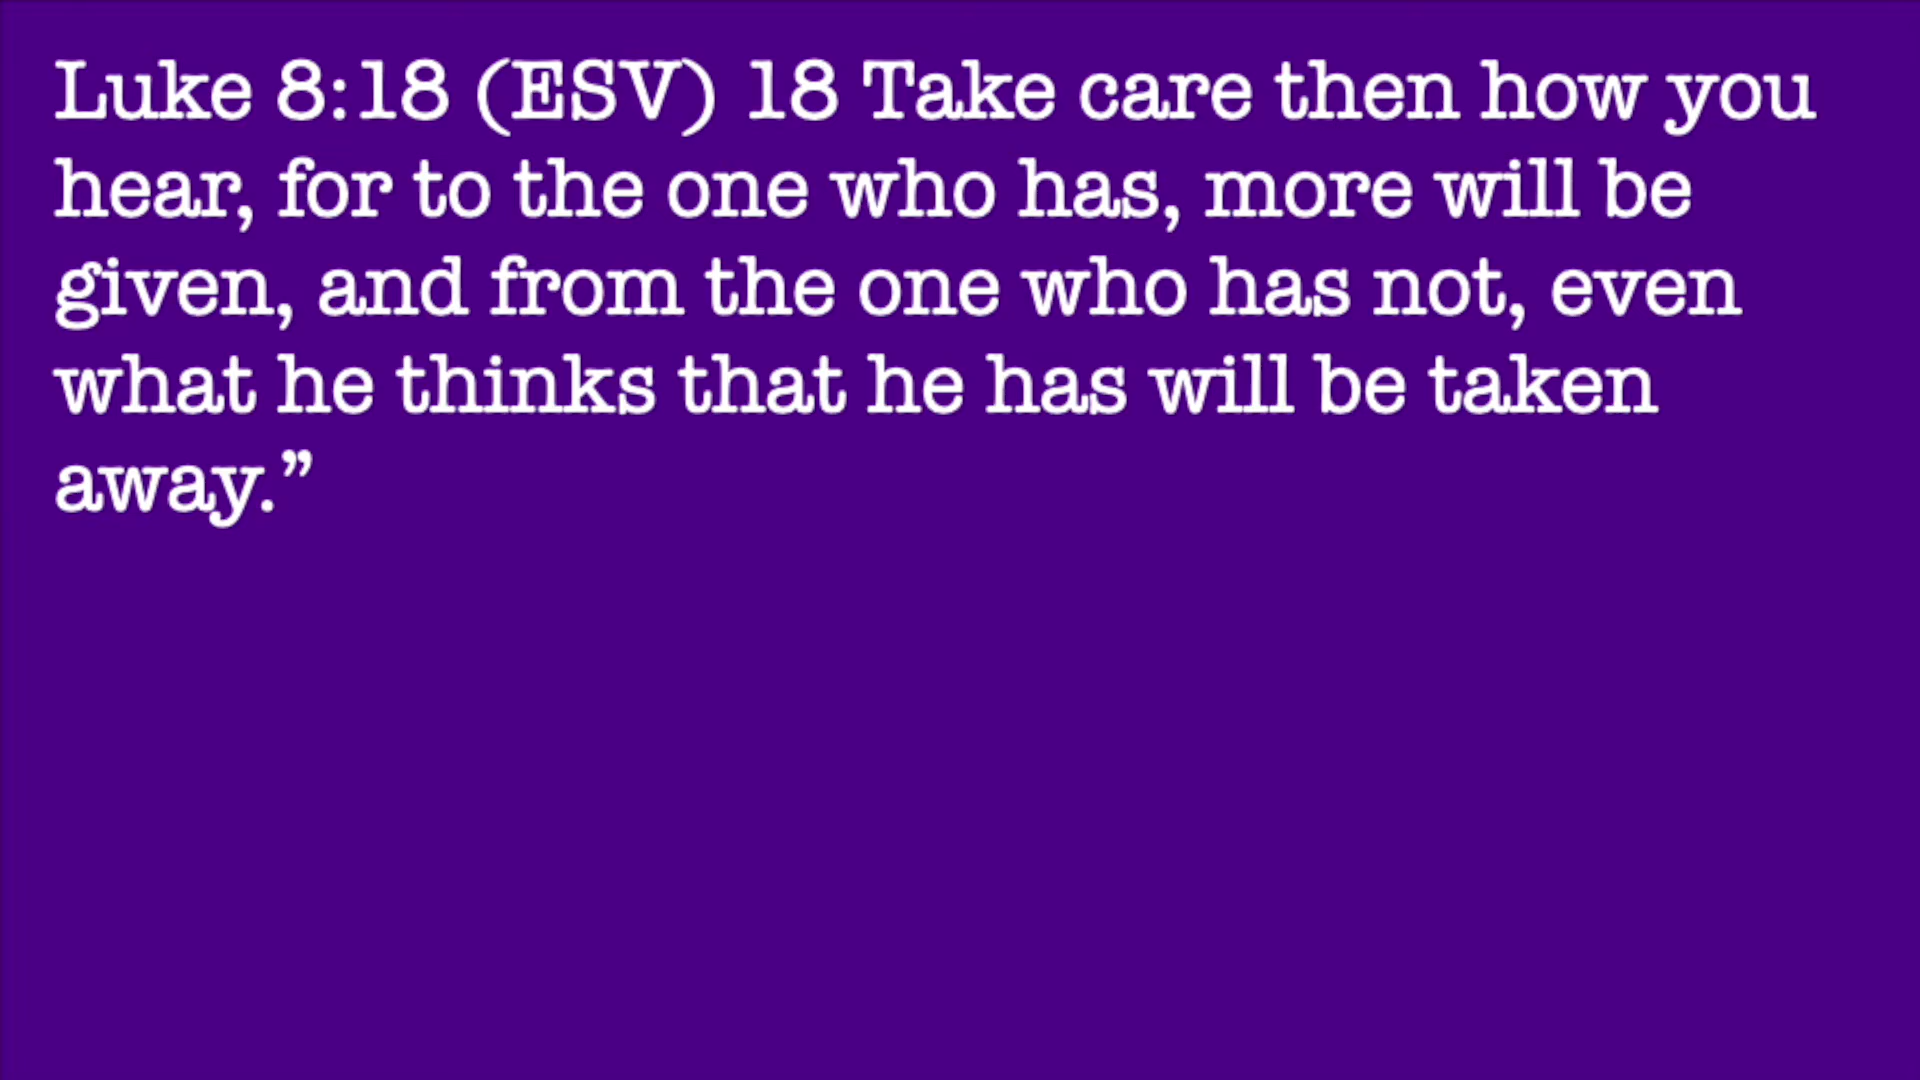 Luke 8:18 (ESV) 18 Take care then how you
hear, for to the one who has, more will be
given, and from the one who has not, even
what he thinks that he has will be taken
away.”